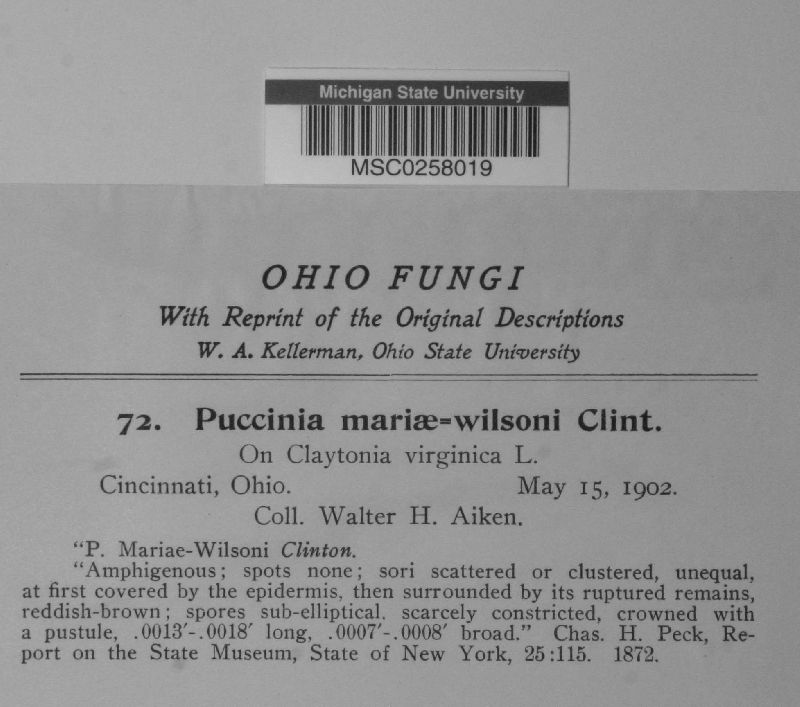 Michigan State University
MSC0258019
OHIO FUNGI
With Reprint of the Original Descriptions
W. A. Kellerman, Ohio State University
72. Puccinia mariæ=wilsoni Clint.
On Claytonia virginica L.
Cincinnati, Ohio. May 15, 1902.
Coll. Walter H. Aiken.
“P. Mariae-Wilsoni Clinton.
“Amphigenous; spots none; sori scattered or clustered, unequal,
at first covered by the epidermis, then surrounded by its ruptured remains,
reddish-brown; spores sub-elliptical. scarcely constricted, crowned with
a pustule, .0013′-.0018′ long, .0007′-.0008′ broad.” Chas. H. Peck, Re-
port on the State Museum, State of New York, 25:115. 1872.